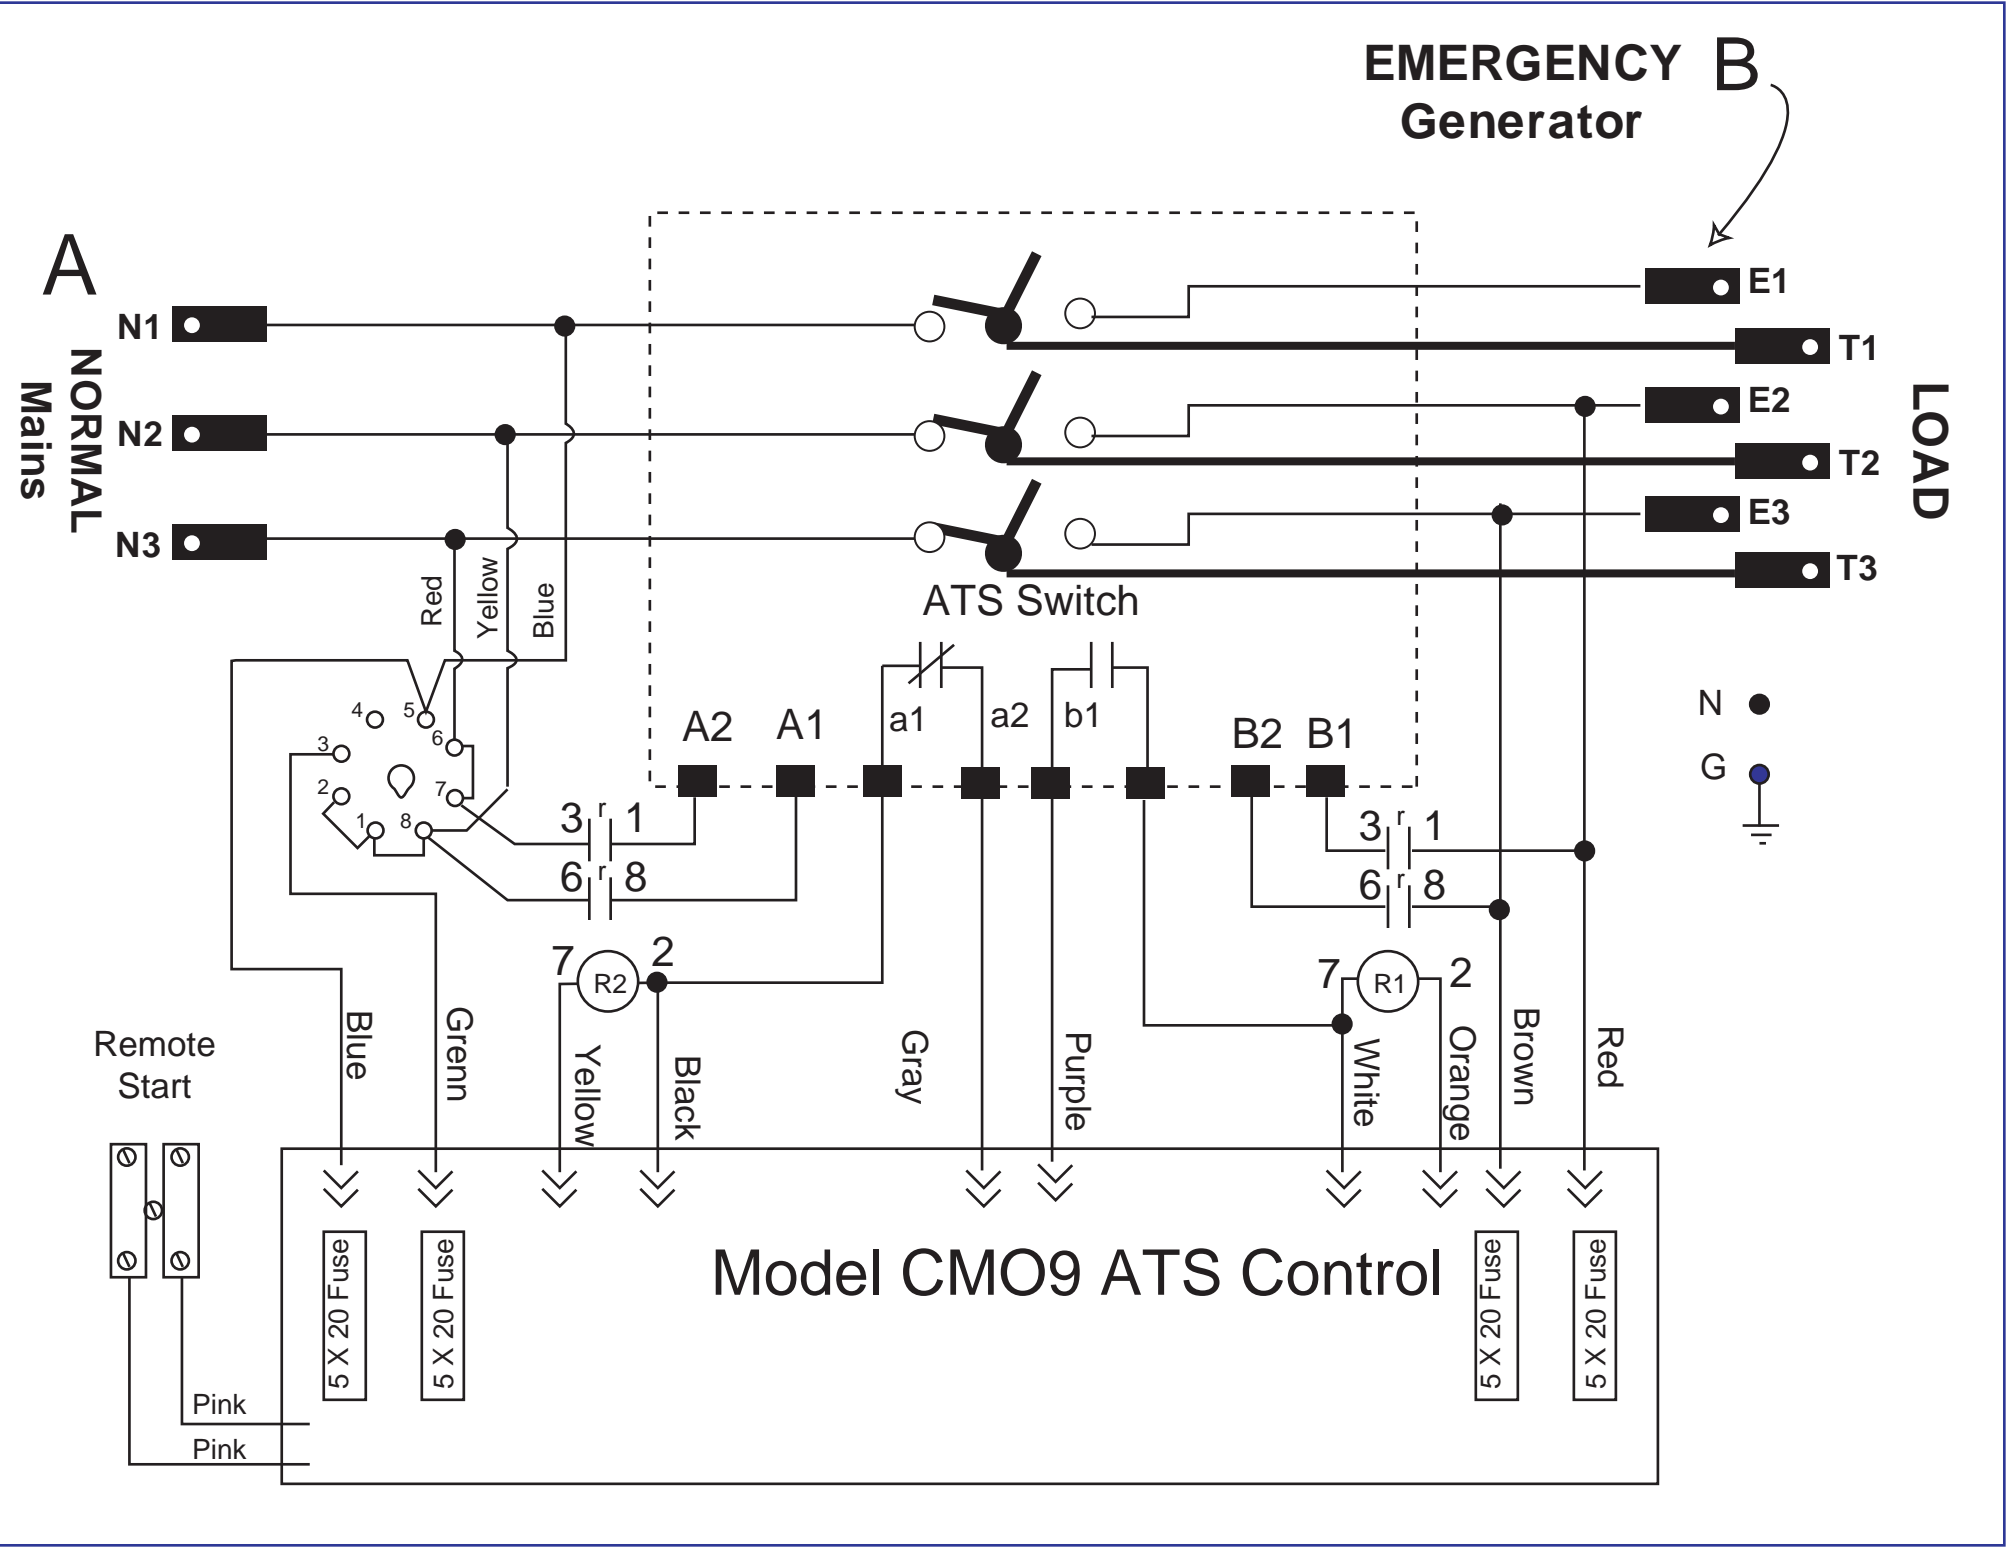 EMERGENCY B
Generator
A
NORMAL
Mains
N1
N2
N3
E1
T1
E2
T2
E3
T3
LOAD
Red
Yellow
Blue
ATS Switch
4
5
3
6
2
7
1
8
A2
A1
a1
a2
b1
B2
B1
N
G
3 r 1
6 r 8
3 r 1
6 r 8
7 R2 2
7 R1 2
Blue
Grenn
Yellow
Black
Gray
Purple
White
Orange
Brown
Red
Remote
Start
5 X 20 Fuse
5 X 20 Fuse
Model CMO9 ATS Control
5 X 20 Fuse
5 X 20 Fuse
Pink
Pink